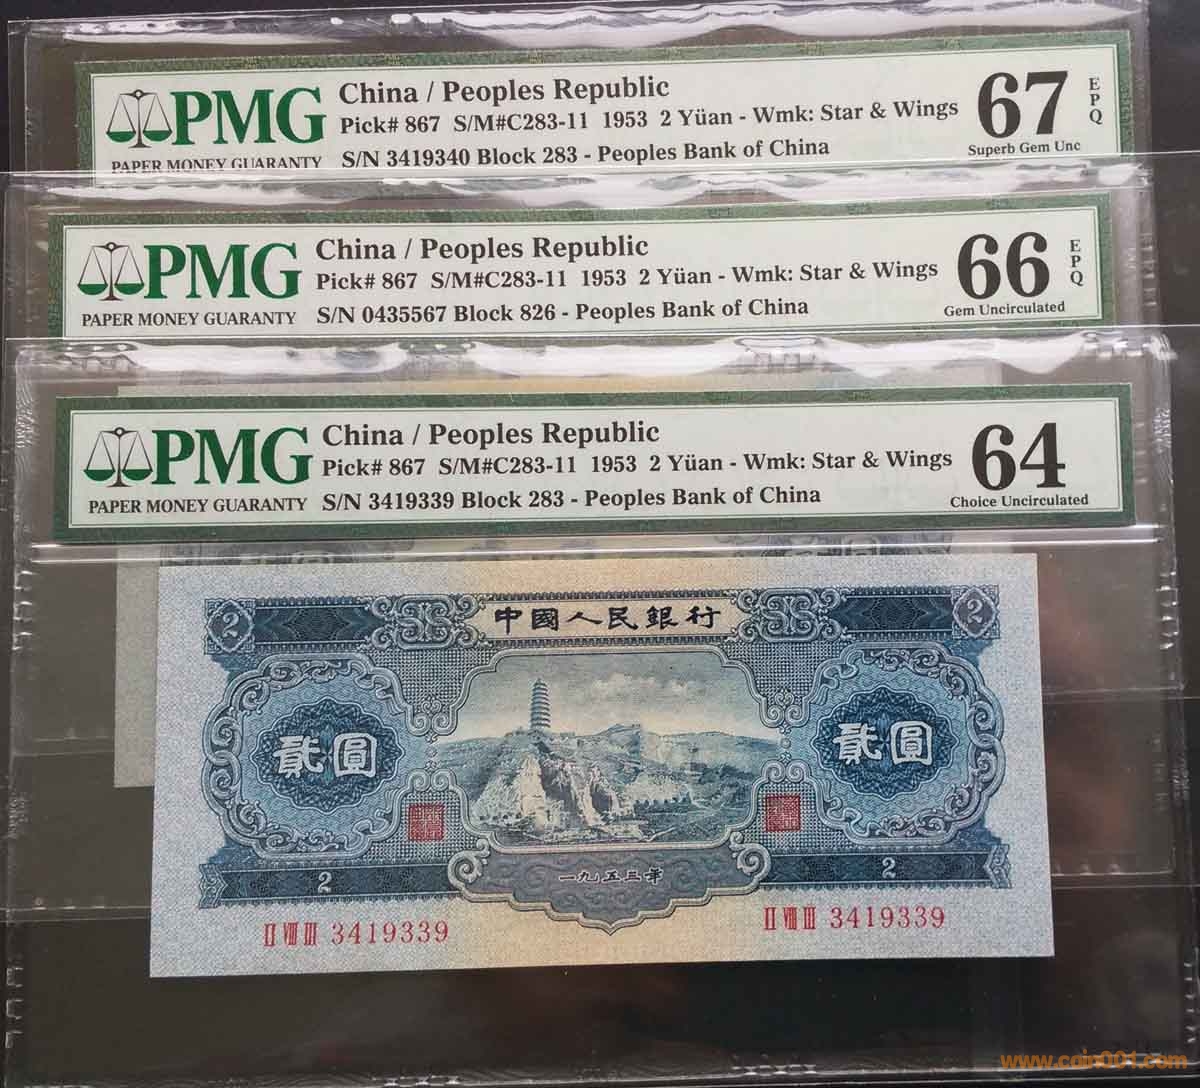 PMG
PAPER MONEY GUARANTY
China / Peoples Republic
Pick# 867 S/M#C283-11 1953 2 Yüan - Wmk: Star & Wings
S/N 3419340 Block 283 - Peoples Bank of China
67
EPQ
Superb Gem Unc
PMG
PAPER MONEY GUARANTY
China / Peoples Republic
Pick# 867 S/M#C283-11 1953 2 Yüan - Wmk: Star & Wings
S/N 0435567 Block 826 - Peoples Bank of China
66
EPQ
Gem Uncirculated
PMG
PAPER MONEY GUARANTY
China / Peoples Republic
Pick# 867 S/M#C283-11 1953 2 Yüan - Wmk: Star & Wings
S/N 3419339 Block 283 - Peoples Bank of China
64
Choice Uncirculated
2 中國人民銀行 2
貳圓 貳圓
2 一九五三年 2
II VIII III 3419339 II VIII III 3419339
www.coin001.com